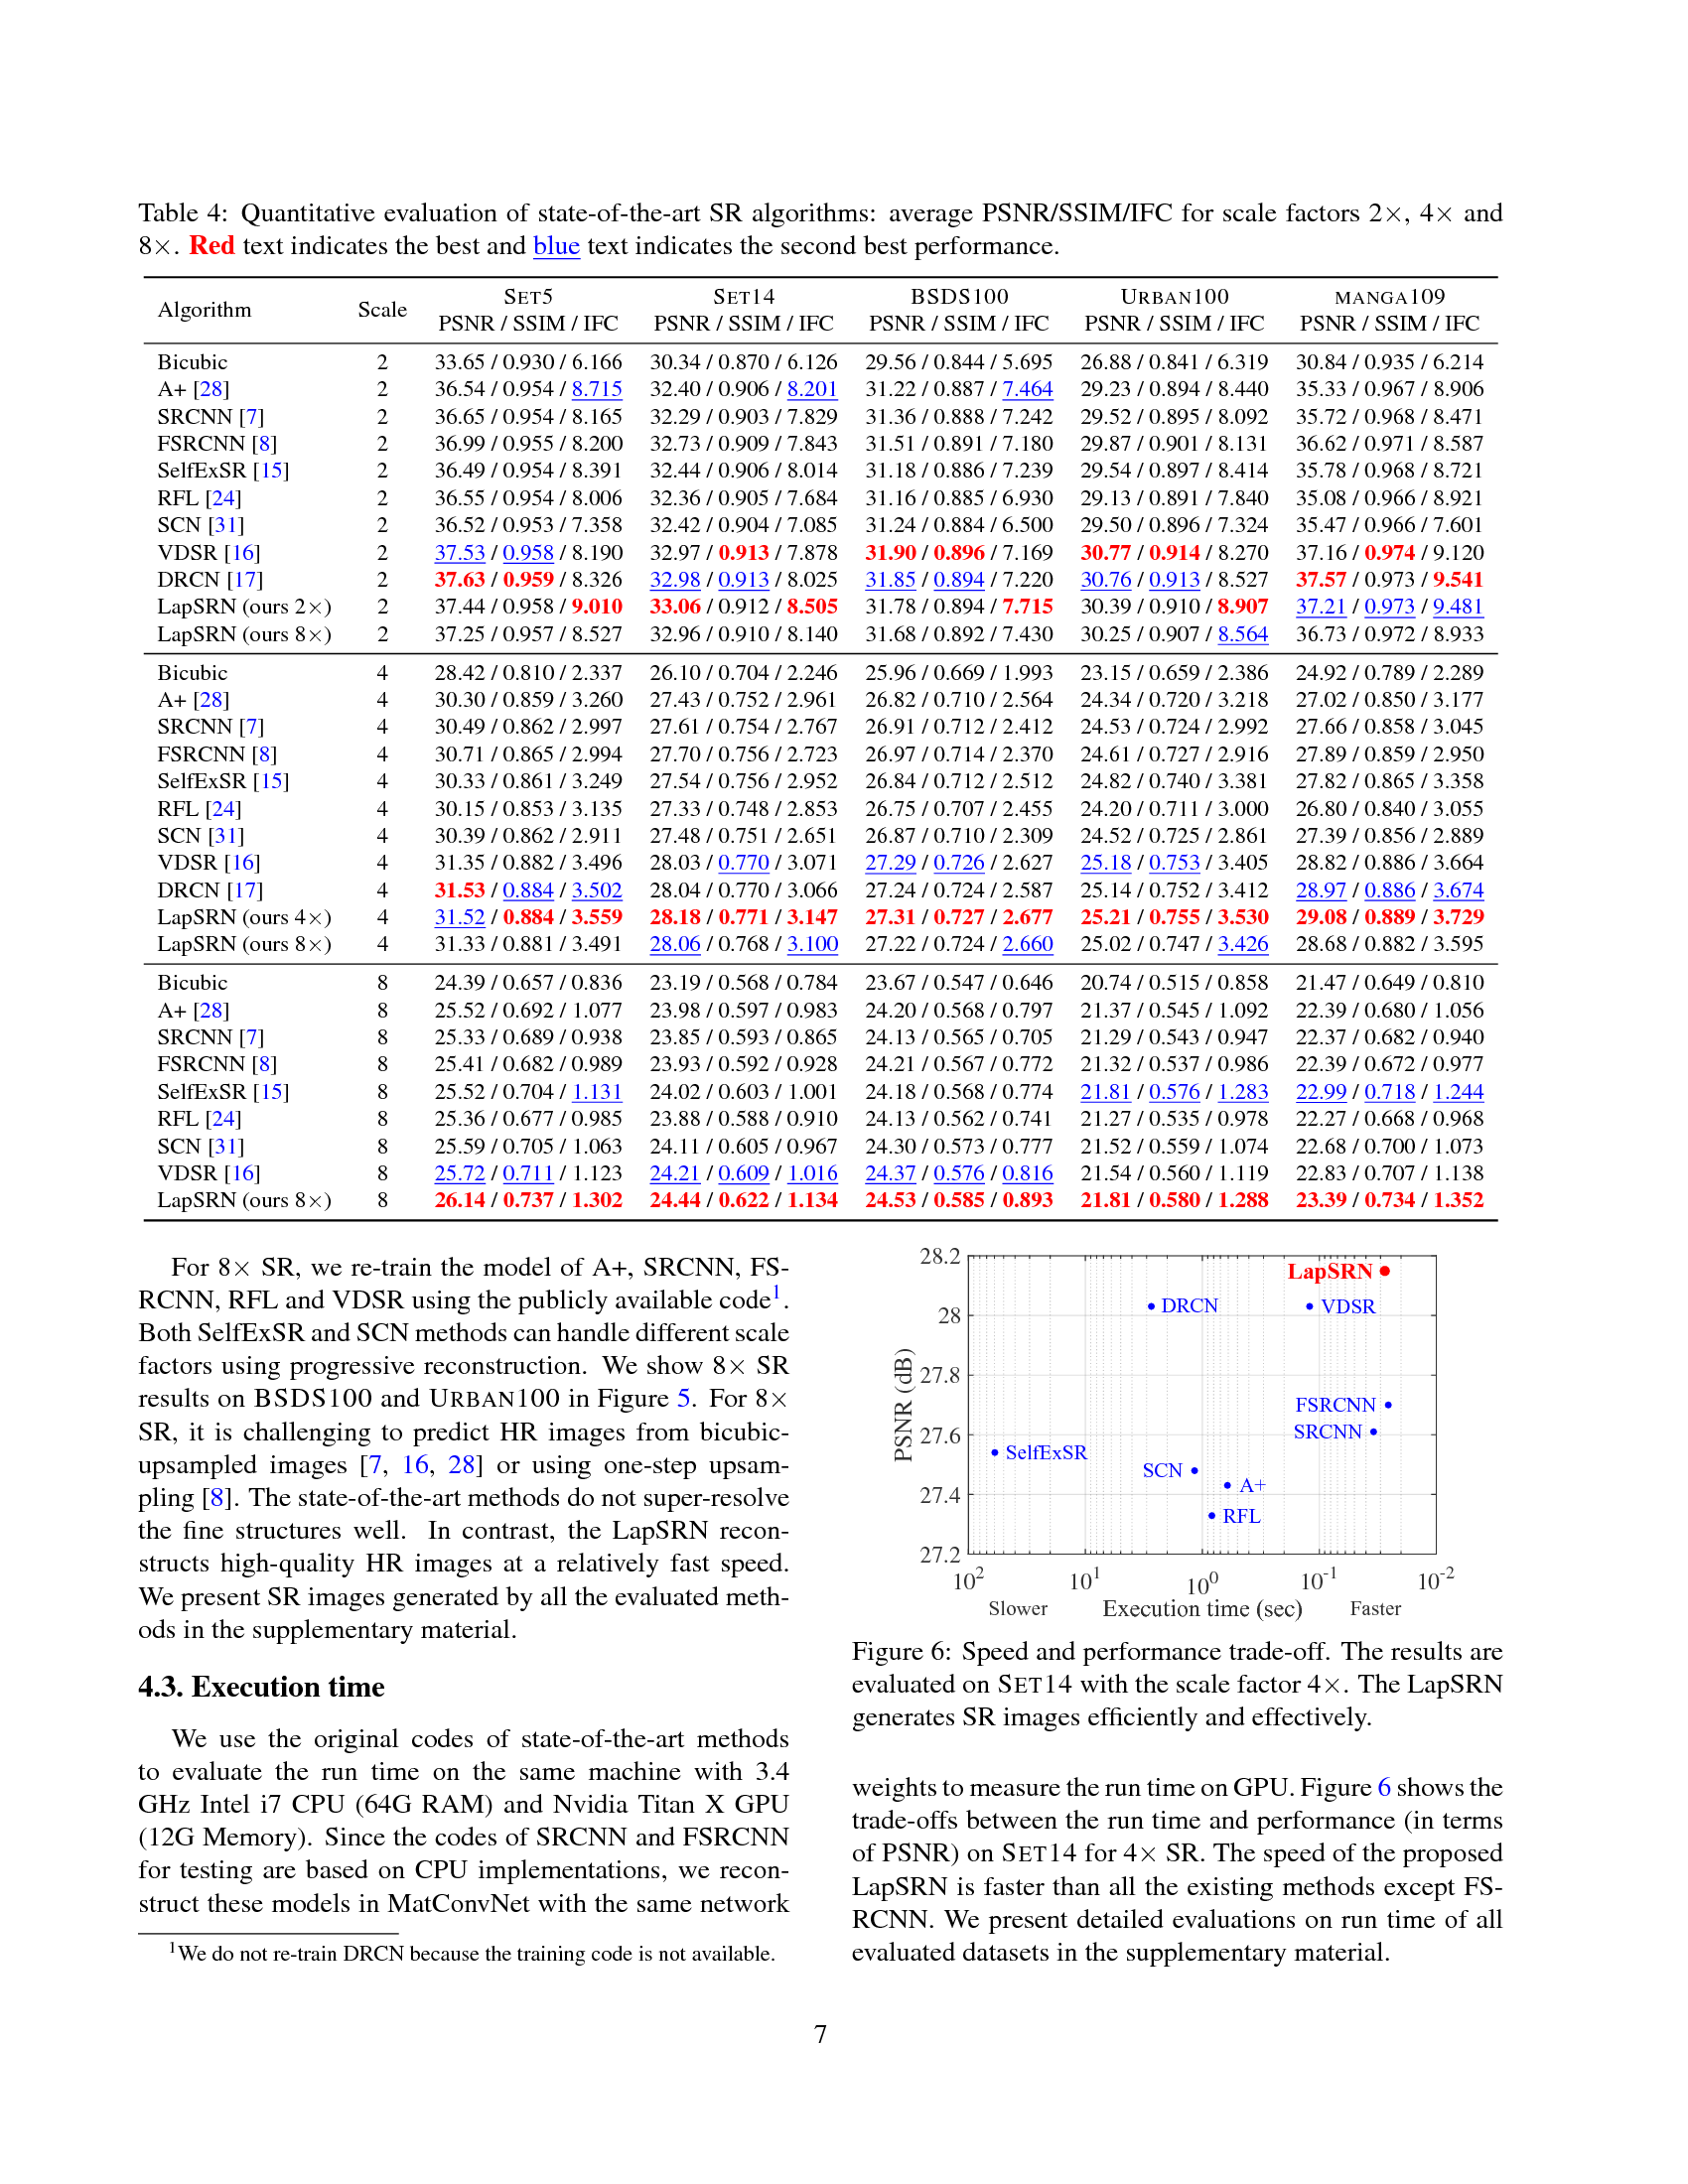 Table 4: Quantitative evaluation of state-of-the-art SR algorithms: average PSNR/SSIM/IFC for scale factors 2×, 4× and
8×. Red text indicates the best and blue text indicates the second best performance.
Algorithm Scale SET5 SET14 BSDS100 URBAN100 MANGA109
PSNR / SSIM / IFC PSNR / SSIM / IFC PSNR / SSIM / IFC PSNR / SSIM / IFC PSNR / SSIM / IFC
Bicubic 2 33.65 / 0.930 / 6.166 30.34 / 0.870 / 6.126 29.56 / 0.844 / 5.695 26.88 / 0.841 / 6.319 30.84 / 0.935 / 6.214
A+ [28] 2 36.54 / 0.954 / 8.715 32.40 / 0.906 / 8.201 31.22 / 0.887 / 7.464 29.23 / 0.894 / 8.440 35.33 / 0.967 / 8.906
SRCNN [7] 2 36.65 / 0.954 / 8.165 32.29 / 0.903 / 7.829 31.36 / 0.888 / 7.242 29.52 / 0.895 / 8.092 35.72 / 0.968 / 8.471
FSRCNN [8] 2 36.99 / 0.955 / 8.200 32.73 / 0.909 / 7.843 31.51 / 0.891 / 7.180 29.87 / 0.901 / 8.131 36.62 / 0.971 / 8.587
SelfExSR [15] 2 36.49 / 0.954 / 8.391 32.44 / 0.906 / 8.014 31.18 / 0.886 / 7.239 29.54 / 0.897 / 8.414 35.78 / 0.968 / 8.721
RFL [24] 2 36.55 / 0.954 / 8.006 32.36 / 0.905 / 7.684 31.16 / 0.885 / 6.930 29.13 / 0.891 / 7.840 35.08 / 0.966 / 8.921
SCN [31] 2 36.52 / 0.953 / 7.358 32.42 / 0.904 / 7.085 31.24 / 0.884 / 6.500 29.50 / 0.896 / 7.324 35.47 / 0.966 / 7.601
VDSR [16] 2 37.53 / 0.958 / 8.190 32.97 / 0.913 / 7.878 31.90 / 0.896 / 7.169 30.77 / 0.914 / 8.270 37.16 / 0.974 / 9.120
DRCN [17] 2 37.63 / 0.959 / 8.326 32.98 / 0.913 / 8.025 31.85 / 0.894 / 7.220 30.76 / 0.913 / 8.527 37.57 / 0.973 / 9.541
LapSRN (ours 2×) 2 37.44 / 0.958 / 9.010 33.06 / 0.912 / 8.505 31.78 / 0.894 / 7.715 30.39 / 0.910 / 8.907 37.21 / 0.973 / 9.481
LapSRN (ours 8×) 2 37.25 / 0.957 / 8.527 32.96 / 0.910 / 8.140 31.68 / 0.892 / 7.430 30.25 / 0.907 / 8.564 36.73 / 0.972 / 8.933
Bicubic 4 28.42 / 0.810 / 2.337 26.10 / 0.704 / 2.246 25.96 / 0.669 / 1.993 23.15 / 0.659 / 2.386 24.92 / 0.789 / 2.289
A+ [28] 4 30.30 / 0.859 / 3.260 27.43 / 0.752 / 2.961 26.82 / 0.710 / 2.564 24.34 / 0.720 / 3.218 27.02 / 0.850 / 3.177
SRCNN [7] 4 30.49 / 0.862 / 2.997 27.61 / 0.754 / 2.767 26.91 / 0.712 / 2.412 24.53 / 0.724 / 2.992 27.66 / 0.858 / 3.045
FSRCNN [8] 4 30.71 / 0.865 / 2.994 27.70 / 0.756 / 2.723 26.97 / 0.714 / 2.370 24.61 / 0.727 / 2.916 27.89 / 0.859 / 2.950
SelfExSR [15] 4 30.33 / 0.861 / 3.249 27.54 / 0.756 / 2.952 26.84 / 0.712 / 2.512 24.82 / 0.740 / 3.381 27.82 / 0.865 / 3.358
RFL [24] 4 30.15 / 0.853 / 3.135 27.33 / 0.748 / 2.853 26.75 / 0.707 / 2.455 24.20 / 0.711 / 3.000 26.80 / 0.840 / 3.055
SCN [31] 4 30.39 / 0.862 / 2.911 27.48 / 0.751 / 2.651 26.87 / 0.710 / 2.309 24.52 / 0.725 / 2.861 27.39 / 0.856 / 2.889
VDSR [16] 4 31.35 / 0.882 / 3.496 28.03 / 0.770 / 3.071 27.29 / 0.726 / 2.627 25.18 / 0.753 / 3.405 28.82 / 0.886 / 3.664
DRCN [17] 4 31.53 / 0.884 / 3.502 28.04 / 0.770 / 3.066 27.24 / 0.724 / 2.587 25.14 / 0.752 / 3.412 28.97 / 0.886 / 3.674
LapSRN (ours 4×) 4 31.52 / 0.884 / 3.559 28.18 / 0.771 / 3.147 27.31 / 0.727 / 2.677 25.21 / 0.755 / 3.530 29.08 / 0.889 / 3.729
LapSRN (ours 8×) 4 31.33 / 0.881 / 3.491 28.06 / 0.768 / 3.100 27.22 / 0.724 / 2.660 25.02 / 0.747 / 3.426 28.68 / 0.882 / 3.595
Bicubic 8 24.39 / 0.657 / 0.836 23.19 / 0.568 / 0.784 23.67 / 0.547 / 0.646 20.74 / 0.515 / 0.858 21.47 / 0.649 / 0.810
A+ [28] 8 25.52 / 0.692 / 1.077 23.98 / 0.597 / 0.983 24.20 / 0.568 / 0.797 21.37 / 0.545 / 1.092 22.39 / 0.680 / 1.056
SRCNN [7] 8 25.33 / 0.689 / 0.938 23.85 / 0.593 / 0.865 24.13 / 0.565 / 0.705 21.29 / 0.543 / 0.947 22.37 / 0.682 / 0.940
FSRCNN [8] 8 25.41 / 0.682 / 0.989 23.93 / 0.592 / 0.928 24.21 / 0.567 / 0.772 21.32 / 0.537 / 0.986 22.39 / 0.672 / 0.977
SelfExSR [15] 8 25.52 / 0.704 / 1.131 24.02 / 0.603 / 1.001 24.18 / 0.568 / 0.774 21.81 / 0.576 / 1.283 22.99 / 0.718 / 1.244
RFL [24] 8 25.36 / 0.677 / 0.985 23.88 / 0.588 / 0.910 24.13 / 0.562 / 0.741 21.27 / 0.535 / 0.978 22.27 / 0.668 / 0.968
SCN [31] 8 25.59 / 0.705 / 1.063 24.11 / 0.605 / 0.967 24.30 / 0.573 / 0.777 21.52 / 0.559 / 1.074 22.68 / 0.700 / 1.073
VDSR [16] 8 25.72 / 0.711 / 1.123 24.21 / 0.609 / 1.016 24.37 / 0.576 / 0.816 21.54 / 0.560 / 1.119 22.83 / 0.707 / 1.138
LapSRN (ours 8×) 8 26.14 / 0.737 / 1.302 24.44 / 0.622 / 1.134 24.53 / 0.585 / 0.893 21.81 / 0.580 / 1.288 23.39 / 0.734 / 1.352
For 8× SR, we re-train the model of A+, SRCNN, FS-
RCNN, RFL and VDSR using the publicly available code1.
Both SelfExSR and SCN methods can handle different scale
factors using progressive reconstruction. We show 8× SR
results on BSDS100 and URBAN100 in Figure 5. For 8×
SR, it is challenging to predict HR images from bicubic-
upsampled images [7, 16, 28] or using one-step upsam-
pling [8]. The state-of-the-art methods do not super-resolve
the fine structures well. In contrast, the LapSRN recon-
structs high-quality HR images at a relatively fast speed.
We present SR images generated by all the evaluated meth-
ods in the supplementary material.
4.3. Execution time
We use the original codes of state-of-the-art methods
to evaluate the run time on the same machine with 3.4
GHz Intel i7 CPU (64G RAM) and Nvidia Titan X GPU
(12G Memory). Since the codes of SRCNN and FSRCNN
for testing are based on CPU implementations, we recon-
struct these models in MatConvNet with the same network
1We do not re-train DRCN because the training code is not available.
PSNR (dB)
28.2
28
27.8
27.6
27.4
27.2
LapSRN
DRCN
VDSR
FSRCNN
SRCNN
SelfExSR
SCN
A+
RFL
10^2 10^1 10^0 10^-1 10^-2
Slower Execution time (sec) Faster
Figure 6: Speed and performance trade-off. The results are
evaluated on SET14 with the scale factor 4×. The LapSRN
generates SR images efficiently and effectively.
weights to measure the run time on GPU. Figure 6 shows the
trade-offs between the run time and performance (in terms
of PSNR) on SET14 for 4× SR. The speed of the proposed
LapSRN is faster than all the existing methods except FS-
RCNN. We present detailed evaluations on run time of all
evaluated datasets in the supplementary material.
7